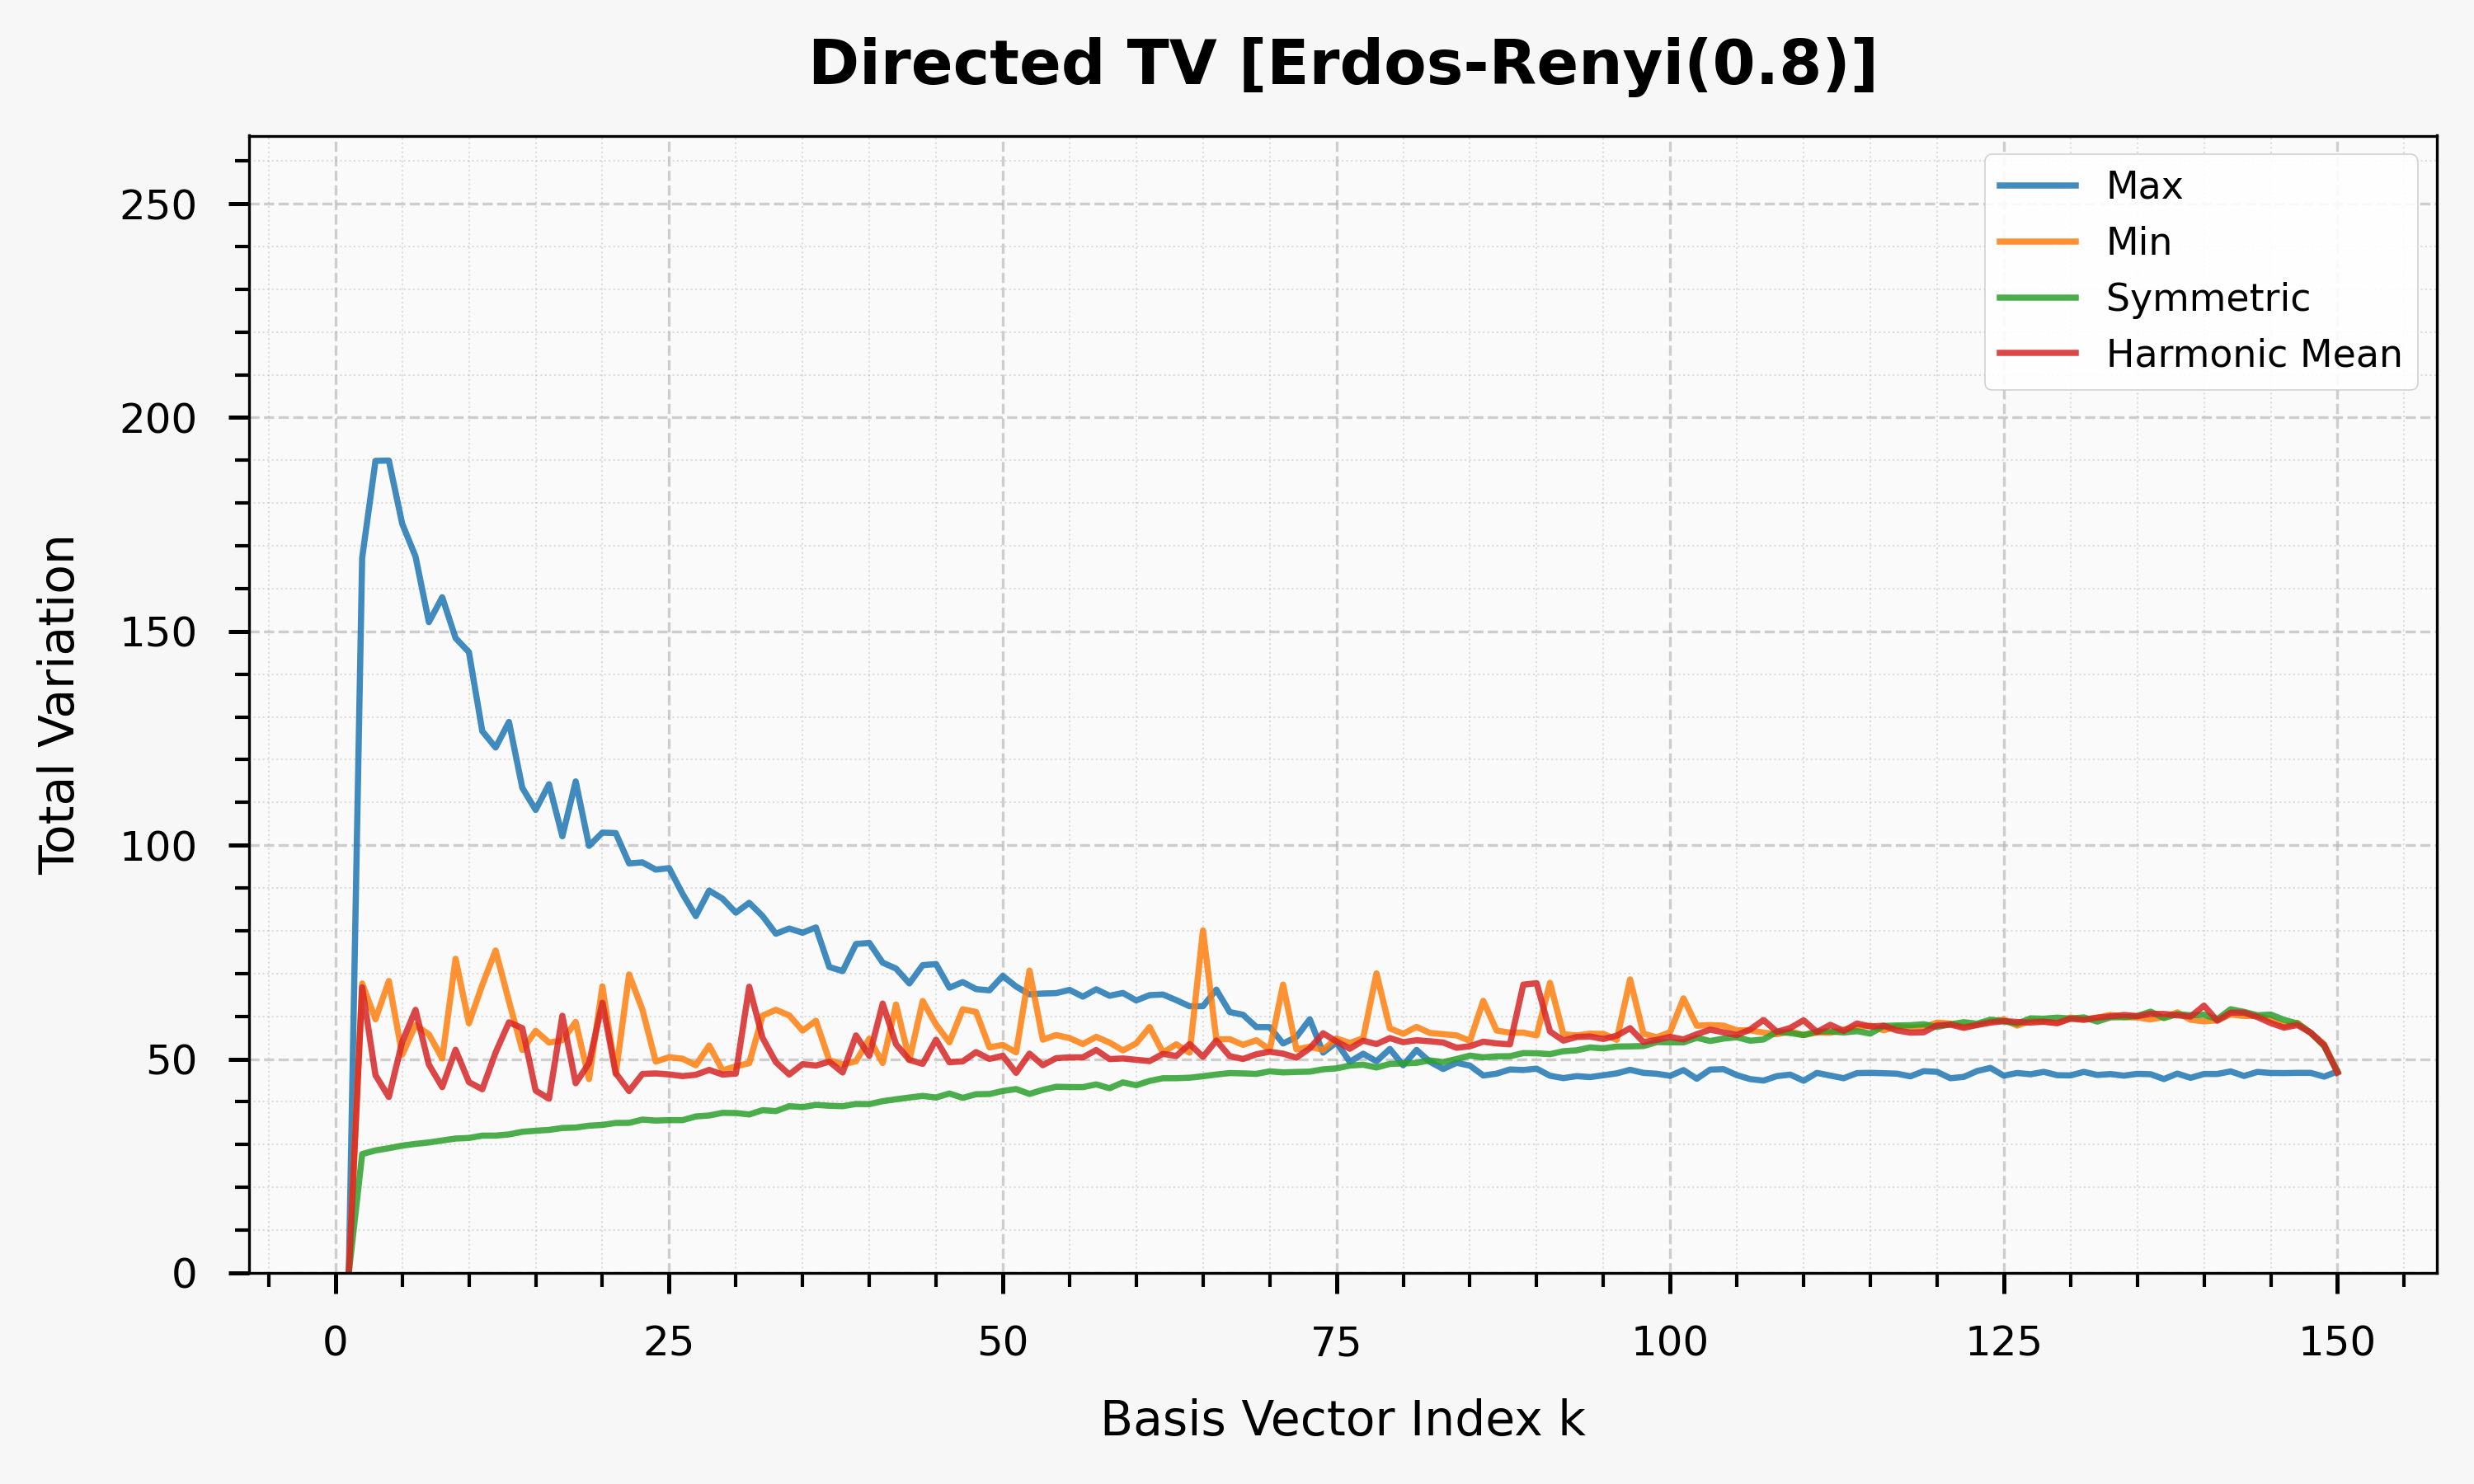 Directed TV [Erdos-Renyi(0.8)]
Total Variation
250
200
150
100
50
0
0 25 50 75 100 125 150
Basis Vector Index k
Max
Min
Symmetric
Harmonic Mean